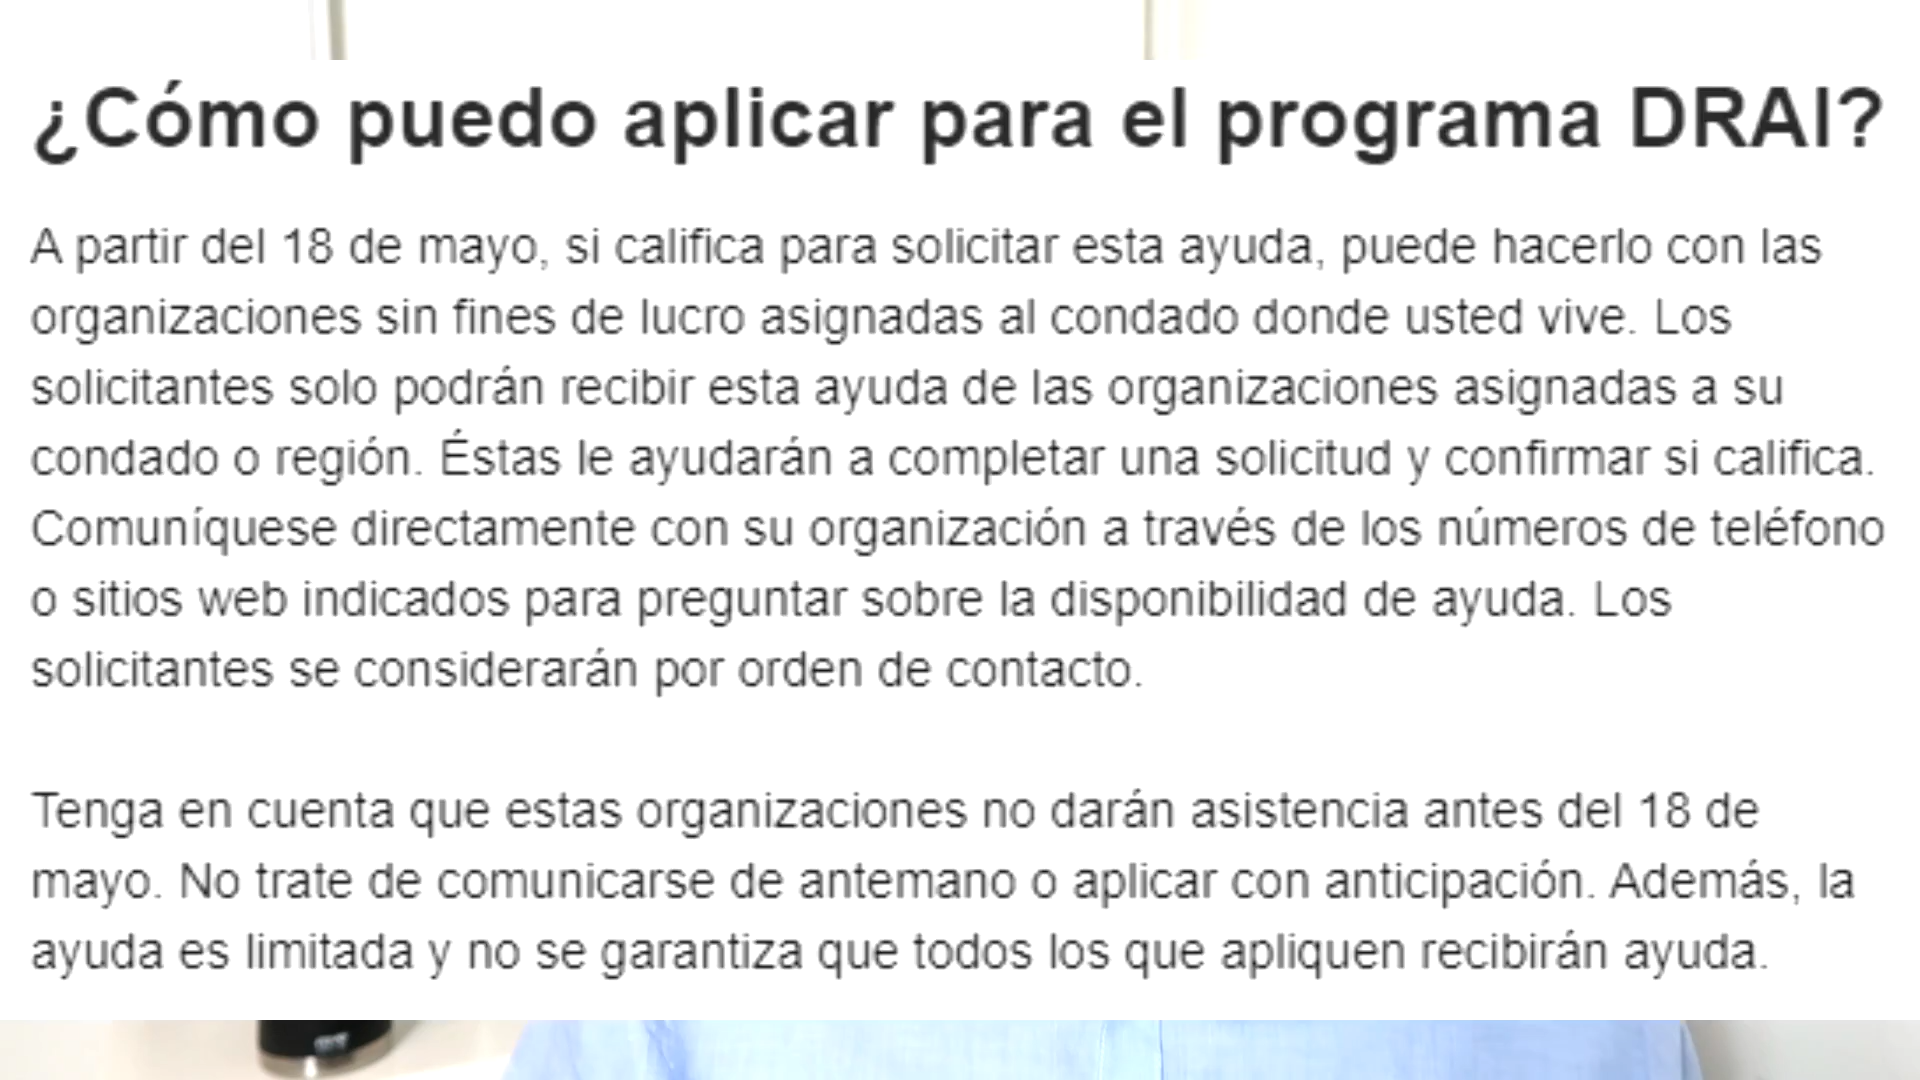 ¿Cómo puedo aplicar para el programa DRAI?
A partir del 18 de mayo, si califica para solicitar esta ayuda, puede hacerlo con las
organizaciones sin fines de lucro asignadas al condado donde usted vive. Los
solicitantes solo podrán recibir esta ayuda de las organizaciones asignadas a su
condado o región. Éstas le ayudarán a completar una solicitud y confirmar si califica.
Comuníquese directamente con su organización a través de los números de teléfono
o sitios web indicados para preguntar sobre la disponibilidad de ayuda. Los
solicitantes se considerarán por orden de contacto.
Tenga en cuenta que estas organizaciones no darán asistencia antes del 18 de
mayo. No trate de comunicarse de antemano o aplicar con anticipación. Además, la
ayuda es limitada y no se garantiza que todos los que apliquen recibirán ayuda.